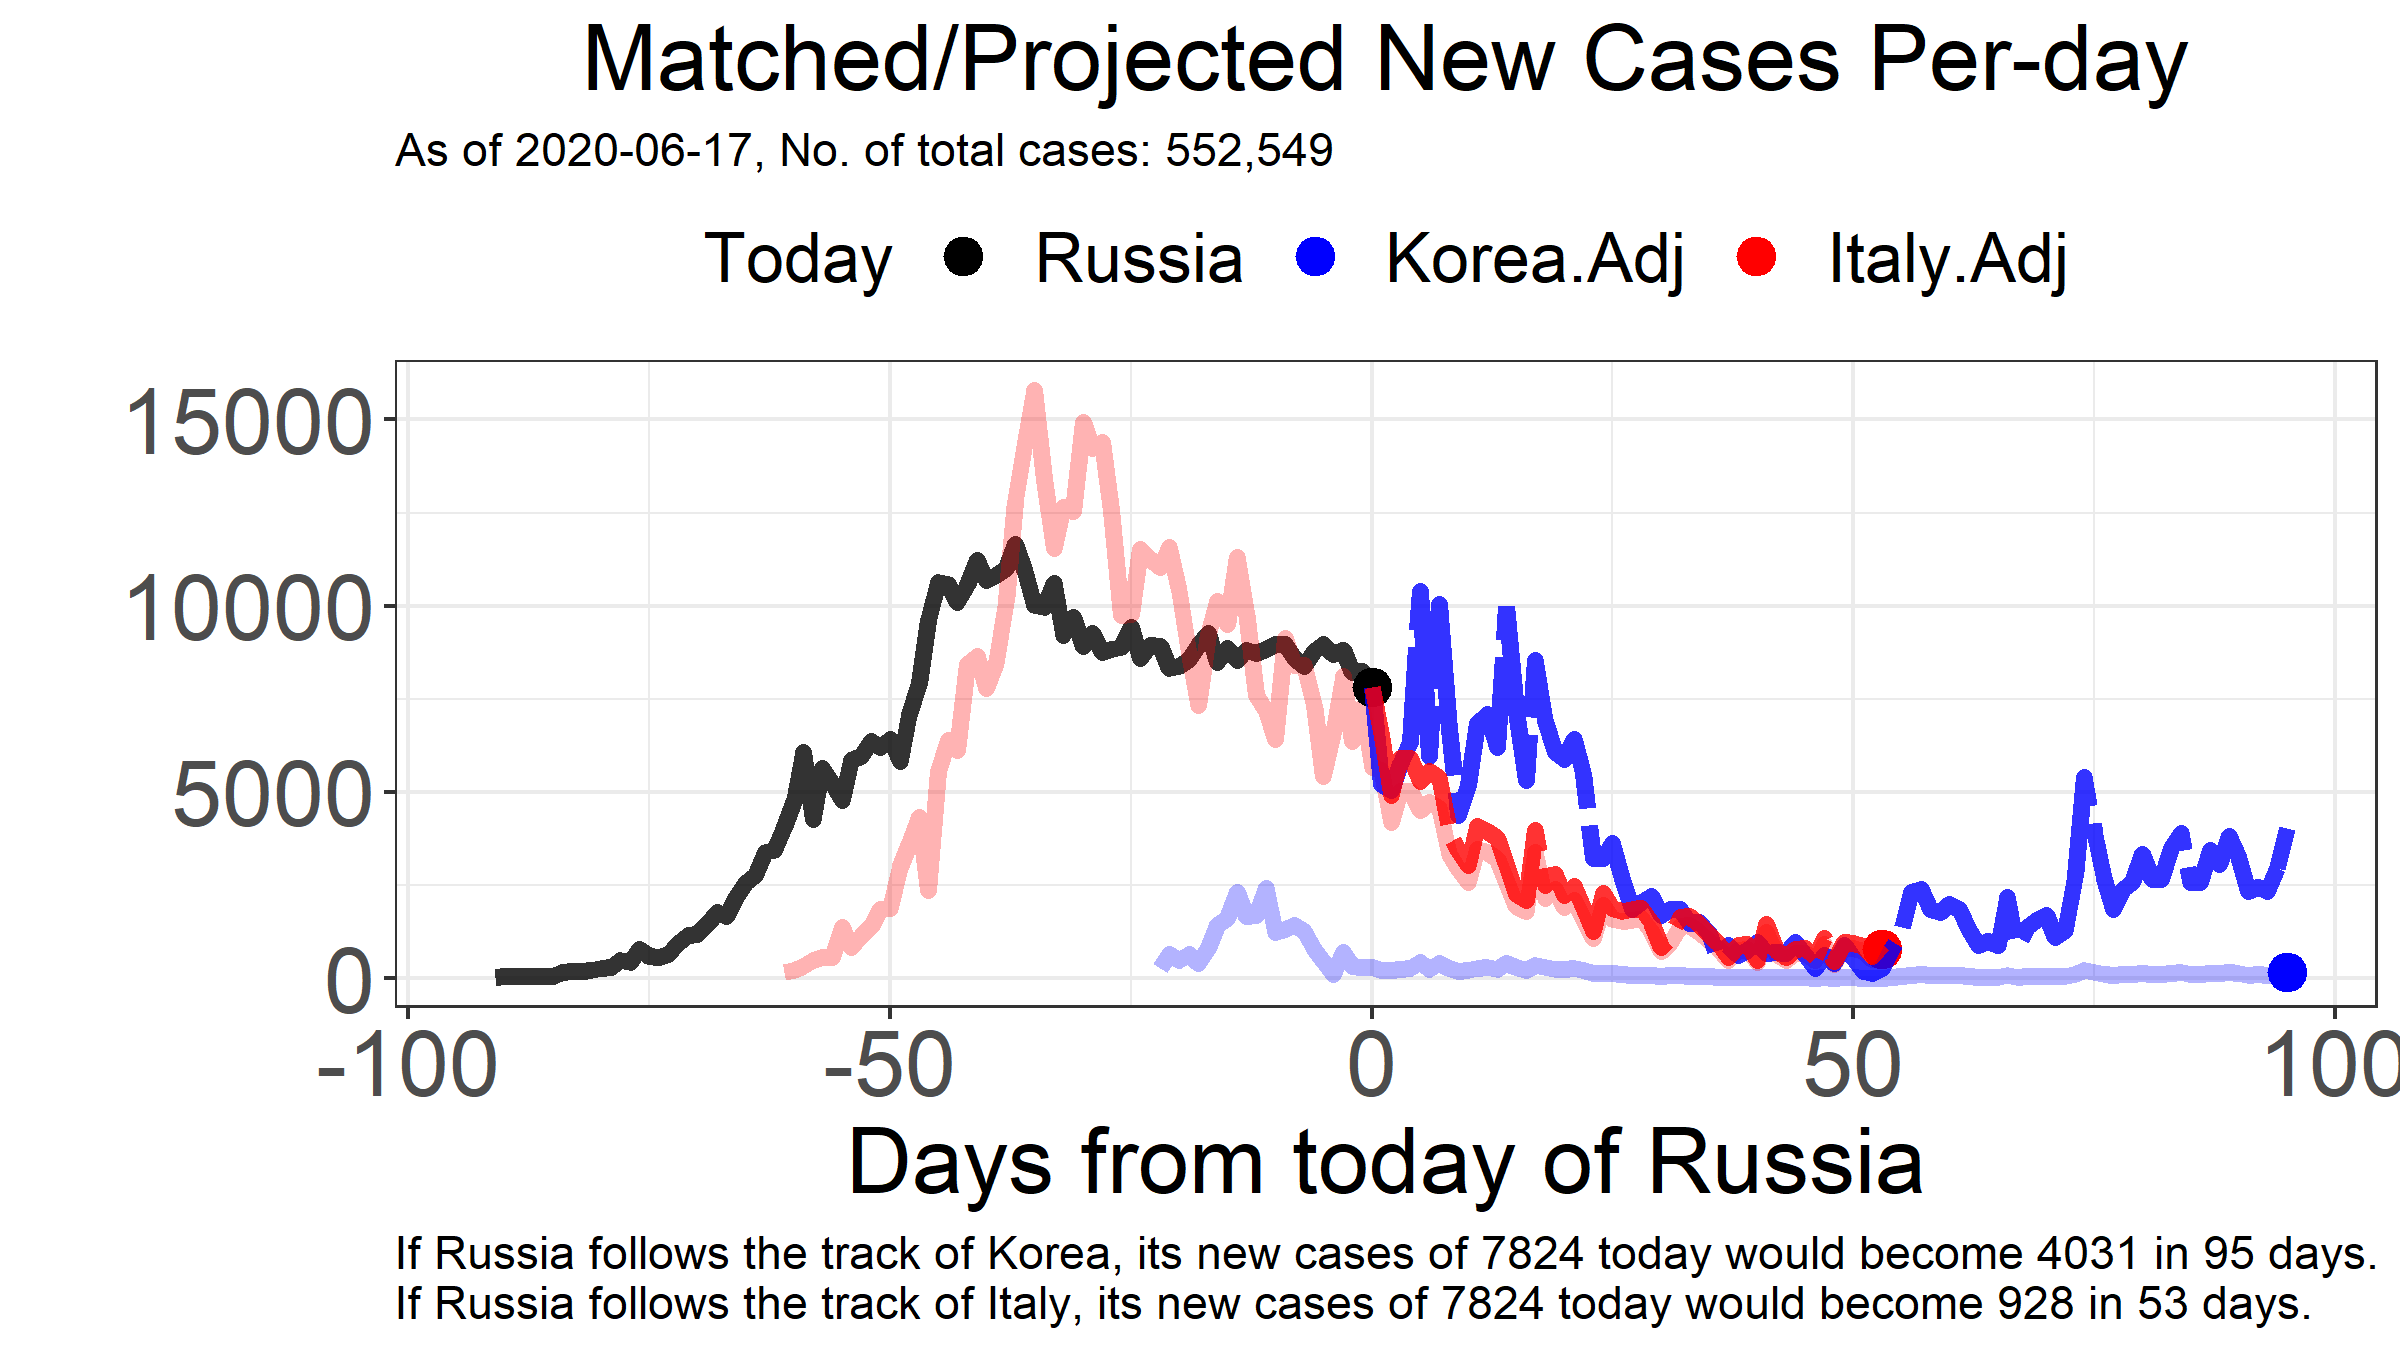 Matched/Projected New Cases Per-day
As of 2020-06-17, No. of total cases: 552,549
Today Russia Korea.Adj Italy.Adj
15000
10000
5000
0
-100 -50 0 50 100
Days from today of Russia
If Russia follows the track of Korea, its new cases of 7824 today would become 4031 in 95 days.
If Russia follows the track of Italy, its new cases of 7824 today would become 928 in 53 days.